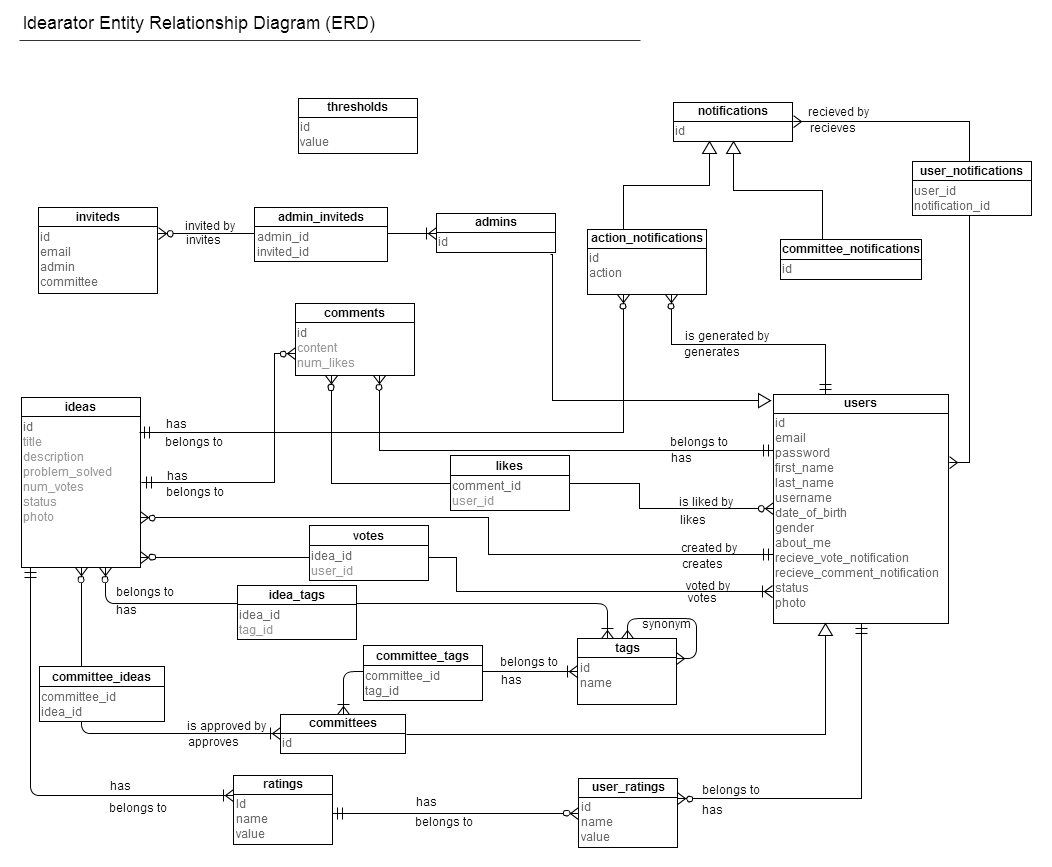 Idearator Entity Relationship Diagram (ERD)
thresholds
id
value
notifications
id
recieved by
recieves
user_notifications
user_id
notification_id
inviteds
id
email
admin
committee
invited by
invites
admin_inviteds
admin_id
invited_id
admins
id
action_notifications
id
action
committee_notifications
id
comments
id
content
num_likes
is generated by
generates
ideas
id
title
description
problem_solved
num_votes
status
photo
has
belongs to
has
belongs to
belongs to
has
users
id
email
password
first_name
last_name
username
date_of_birth
gender
about_me
recieve_vote_notification
recieve_comment_notification
status
photo
likes
comment_id
user_id
is liked by
likes
votes
idea_id
user_id
created by
creates
voted by
votes
belongs to
has
idea_tags
idea_id
tag_id
synonym
tags
id
name
committee_tags
committee_id
tag_id
belongs to
has
committee_ideas
committee_id
idea_id
is approved by
approves
committees
id
has
belongs to
ratings
Id
name
value
has
belongs to
user_ratings
id
name
value
belongs to
has